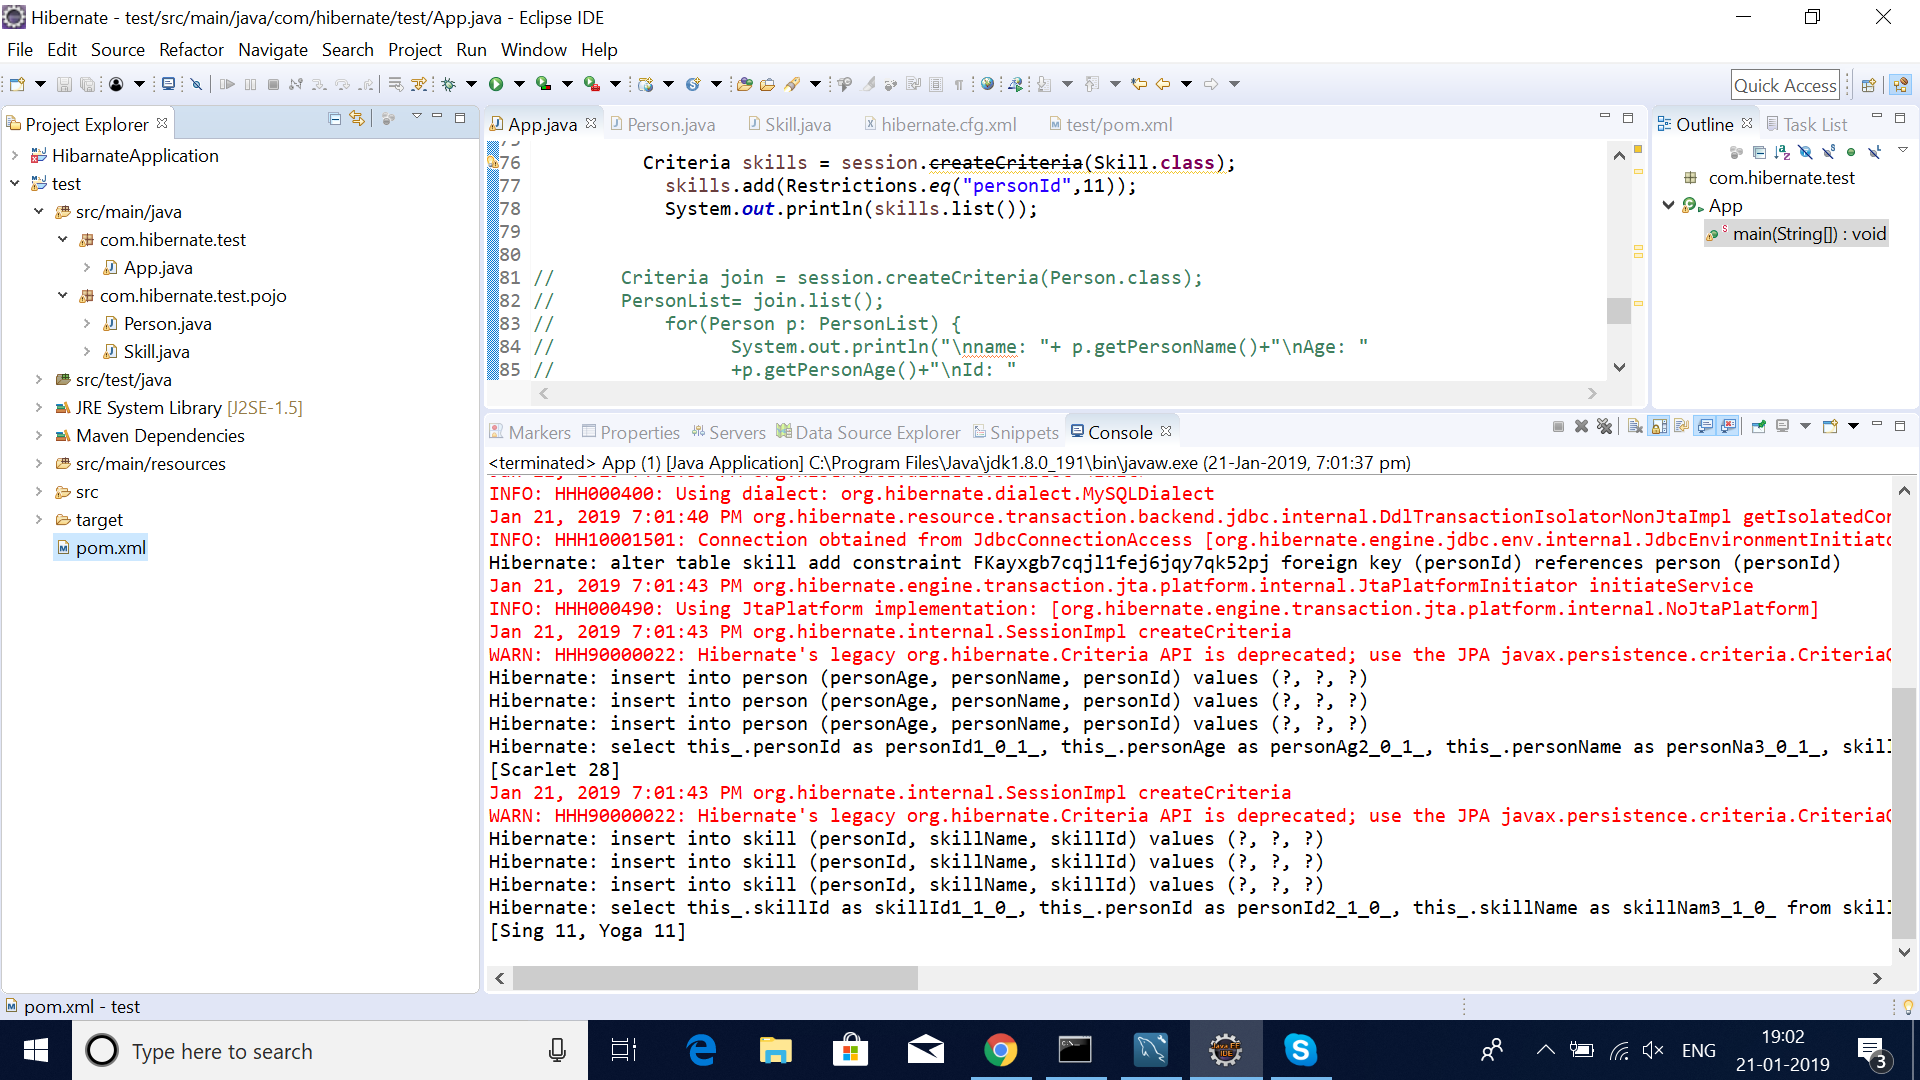 Hibernate - test/src/main/java/com/hibernate/test/App.java - Eclipse IDE
File Edit Source Refactor Navigate Search Project Run Window Help
Quick Access
Project Explorer
HibarnateApplication
test
src/main/java
com.hibernate.test
App.java
com.hibernate.test.pojo
Person.java
Skill.java
src/test/java
JRE System Library [J2SE-1.5]
Maven Dependencies
src/main/resources
src
target
pom.xml
App.java Person.java Skill.java hibernate.cfg.xml test/pom.xml
76 Criteria skills = session.createCriteria(Skill.class);
77 skills.add(Restrictions.eq("personId",11));
78 System.out.println(skills.list());
79
80
81 // Criteria join = session.createCriteria(Person.class);
82 // PersonList= join.list();
83 // for(Person p: PersonList) {
84 // System.out.println("\nname: "+ p.getPersonName()+"\nAge: "
85 // +p.getPersonAge()+"\nId: "
Outline Task List
com.hibernate.test
App
main(String[]) : void
Markers Properties Servers Data Source Explorer Snippets Console
<terminated> App (1) [Java Application] C:\Program Files\Java\jdk1.8.0_191\bin\javaw.exe (21-Jan-2019, 7:01:37 pm)
INFO: HHH000400: Using dialect: org.hibernate.dialect.MySQLDialect
Jan 21, 2019 7:01:40 PM org.hibernate.resource.transaction.backend.jdbc.internal.DdlTransactionIsolatorNonJtaImpl getIsolatedCon
INFO: HHH10001501: Connection obtained from JdbcConnectionAccess [org.hibernate.engine.jdbc.env.internal.JdbcEnvironmentInitiato
Hibernate: alter table skill add constraint FKayxgb7cqjl1fej6jqy7qk52pj foreign key (personId) references person (personId)
Jan 21, 2019 7:01:43 PM org.hibernate.engine.transaction.jta.platform.internal.JtaPlatformInitiator initiateService
INFO: HHH000490: Using JtaPlatform implementation: [org.hibernate.engine.transaction.jta.platform.internal.NoJtaPlatform]
Jan 21, 2019 7:01:43 PM org.hibernate.internal.SessionImpl createCriteria
WARN: HHH90000022: Hibernate's legacy org.hibernate.Criteria API is deprecated; use the JPA javax.persistence.criteria.CriteriaQ
Hibernate: insert into person (personAge, personName, personId) values (?, ?, ?)
Hibernate: insert into person (personAge, personName, personId) values (?, ?, ?)
Hibernate: insert into person (personAge, personName, personId) values (?, ?, ?)
Hibernate: select this_.personId as personId1_0_1_, this_.personAge as personAg2_0_1_, this_.personName as personNa3_0_1_, skill
[Scarlet 28]
Jan 21, 2019 7:01:43 PM org.hibernate.internal.SessionImpl createCriteria
WARN: HHH90000022: Hibernate's legacy org.hibernate.Criteria API is deprecated; use the JPA javax.persistence.criteria.CriteriaQ
Hibernate: insert into skill (personId, skillName, skillId) values (?, ?, ?)
Hibernate: insert into skill (personId, skillName, skillId) values (?, ?, ?)
Hibernate: insert into skill (personId, skillName, skillId) values (?, ?, ?)
Hibernate: select this_.skillId as skillId1_1_0_, this_.personId as personId2_1_0_, this_.skillName as skillNam3_1_0_ from skill
[Sing 11, Yoga 11]
pom.xml - test
Type here to search
ENG
19:02
21-01-2019
3